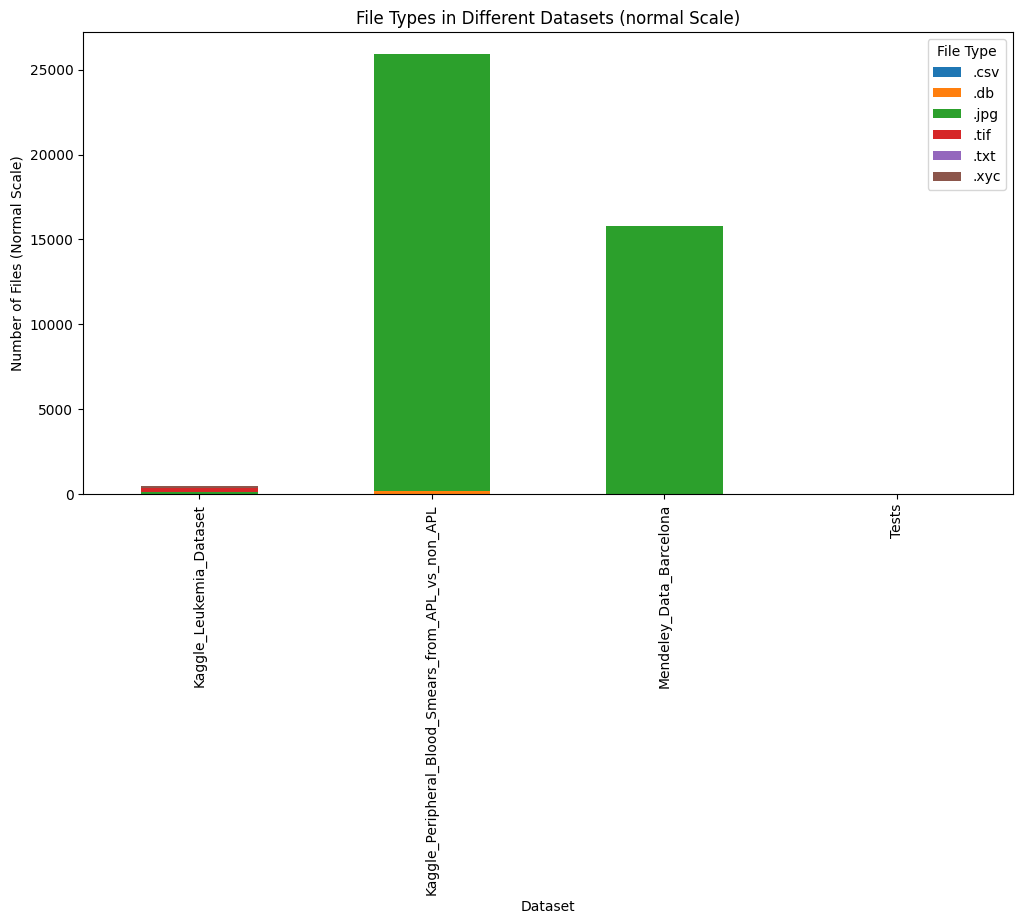 File Types in Different Datasets (normal Scale)
Number of Files (Normal Scale)
25000
20000
15000
10000
5000
0
File Type
.csv
.db
.jpg
.tif
.txt
.xyc
Kaggle_Leukemia_Dataset
Kaggle_Peripheral_Blood_Smears_from_APL_vs_non_APL
Mendeley_Data_Barcelona
Tests
Dataset